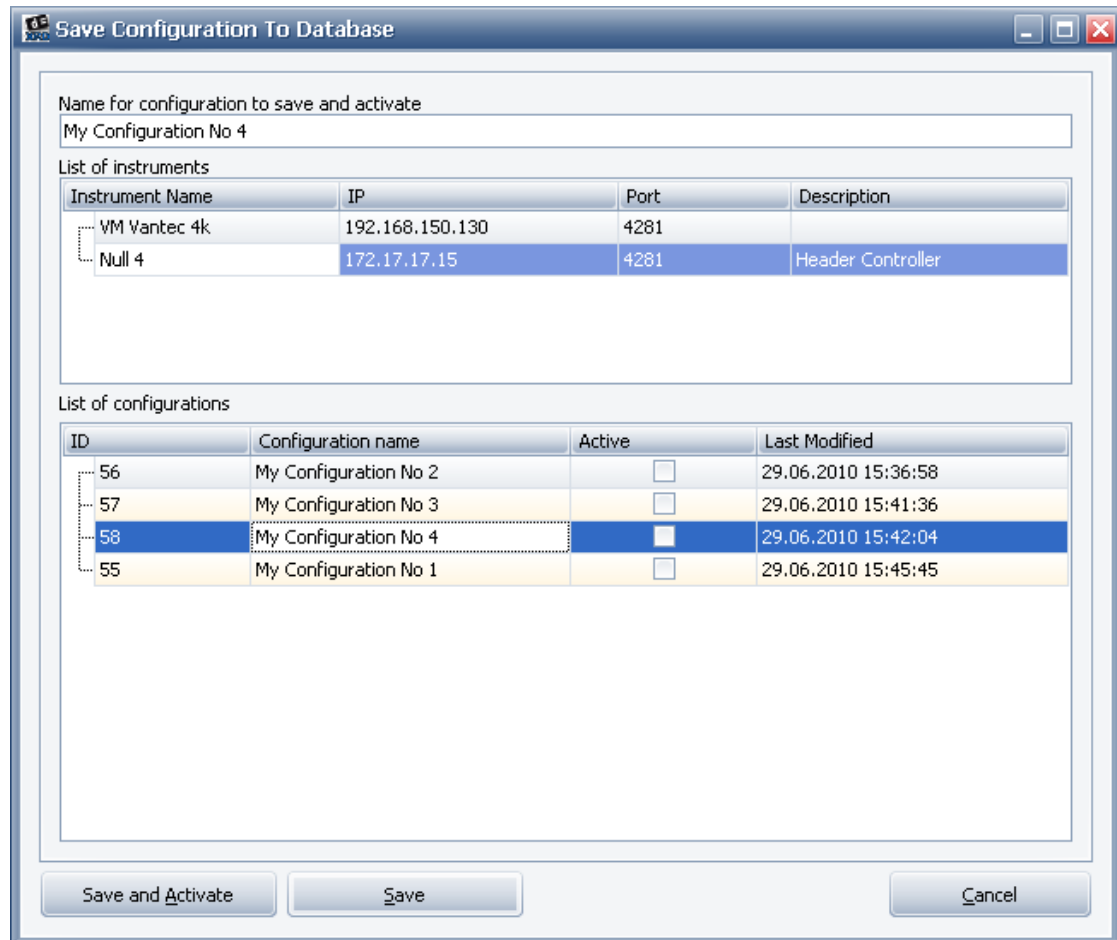 Save Configuration To Database
Name for configuration to save and activate
My Configuration No 4
List of instruments
Instrument Name IP Port Description
VM Vantec 4k 192.168.150.130 4281
Null 4 172.17.17.15 4281 Header Controller
List of configurations
ID Configuration name Active Last Modified
56 My Configuration No 2 29.06.2010 15:36:58
57 My Configuration No 3 29.06.2010 15:41:36
58 My Configuration No 4 29.06.2010 15:42:04
55 My Configuration No 1 29.06.2010 15:45:45
Save and Activate Save Cancel